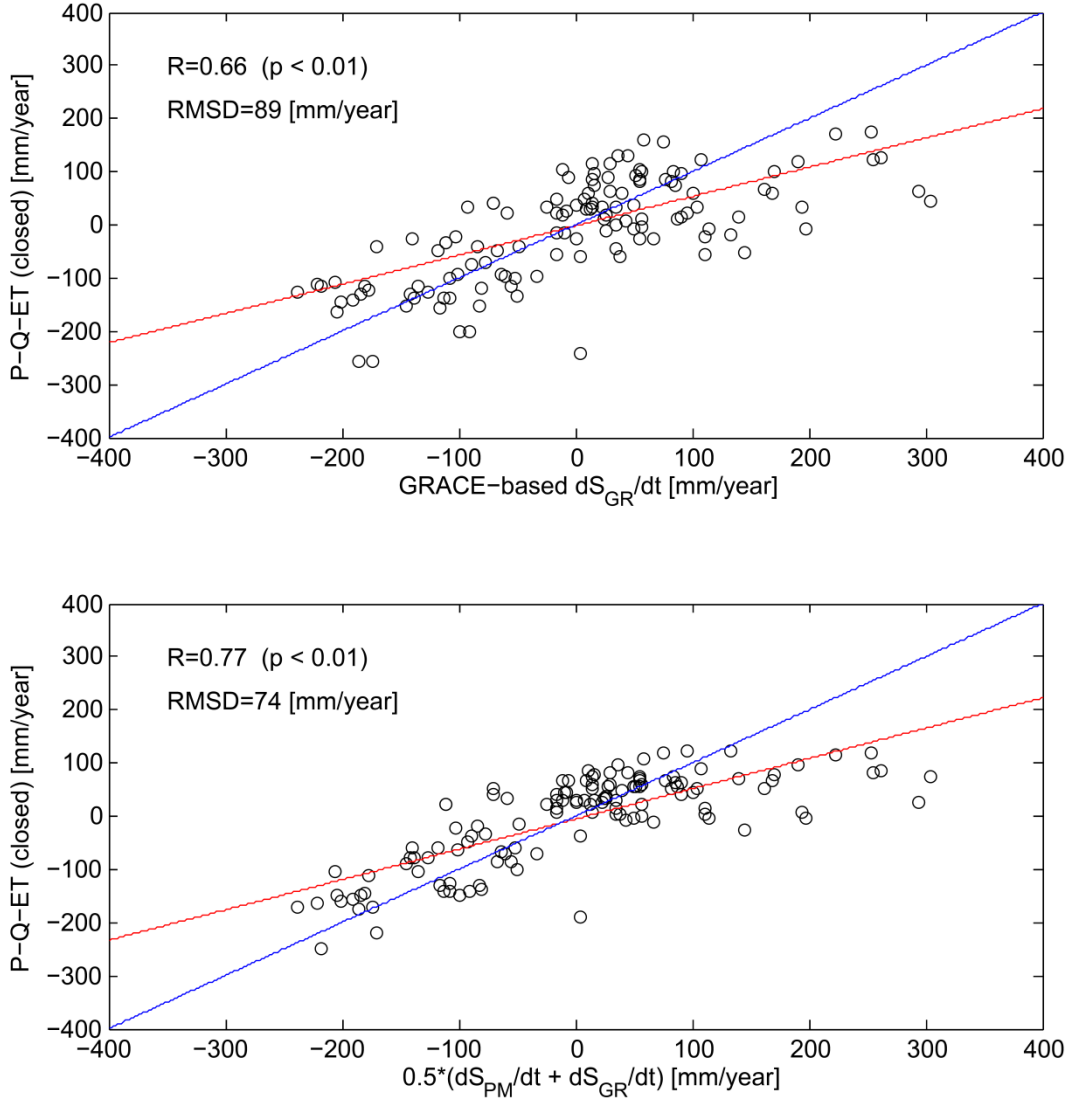 400
300
200
100
0
−100
−200
−300
−400
P−Q−ET (closed) [mm/year]
R=0.66 (p < 0.01)
RMSD=89 [mm/year]
−400 −300 −200 −100 0 100 200 300 400
GRACE−based dS_GR/dt [mm/year]
400
300
200
100
0
−100
−200
−300
−400
P−Q−ET (closed) [mm/year]
R=0.77 (p < 0.01)
RMSD=74 [mm/year]
−400 −300 −200 −100 0 100 200 300 400
0.5*(dS_PM/dt + dS_GR/dt) [mm/year]